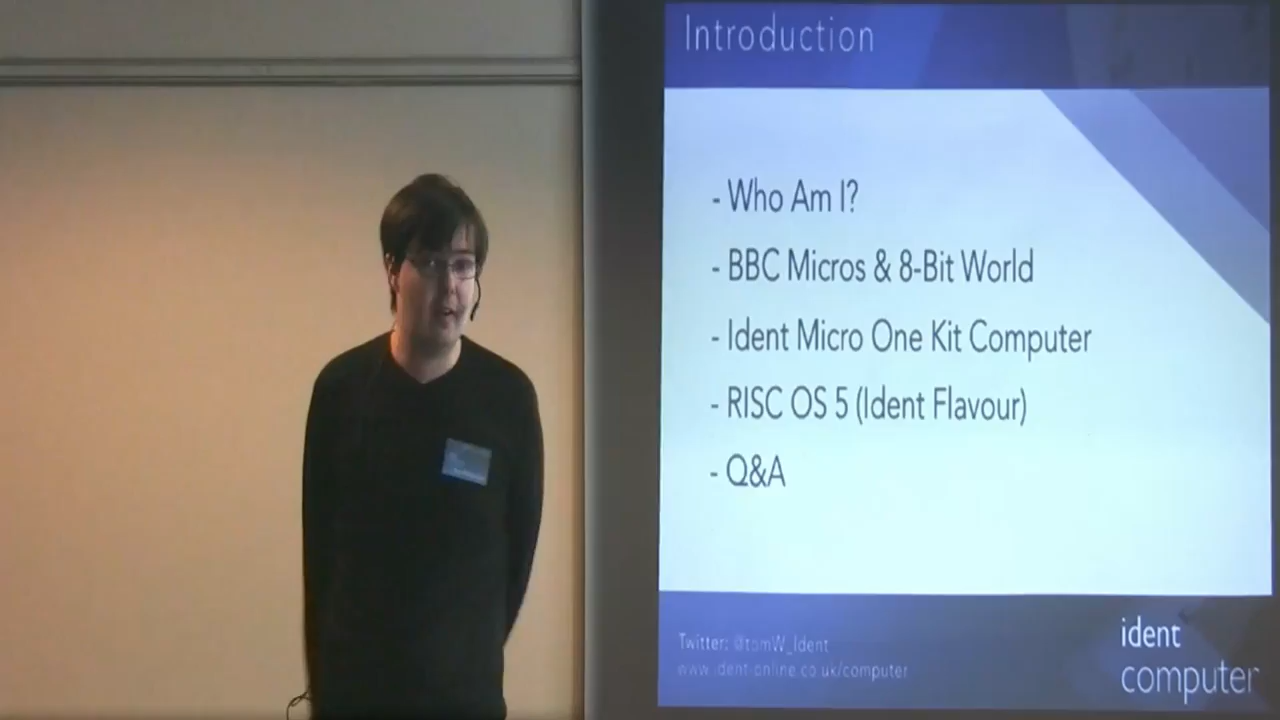 Introduction
- Who Am I?
- BBC Micros & 8-Bit World
- Ident Micro One Kit Computer
- RISC OS 5 (Ident Flavour)
- Q&A
Twitter: @tomW_Ident
www.ident-online.co.uk/computer
ident
computer